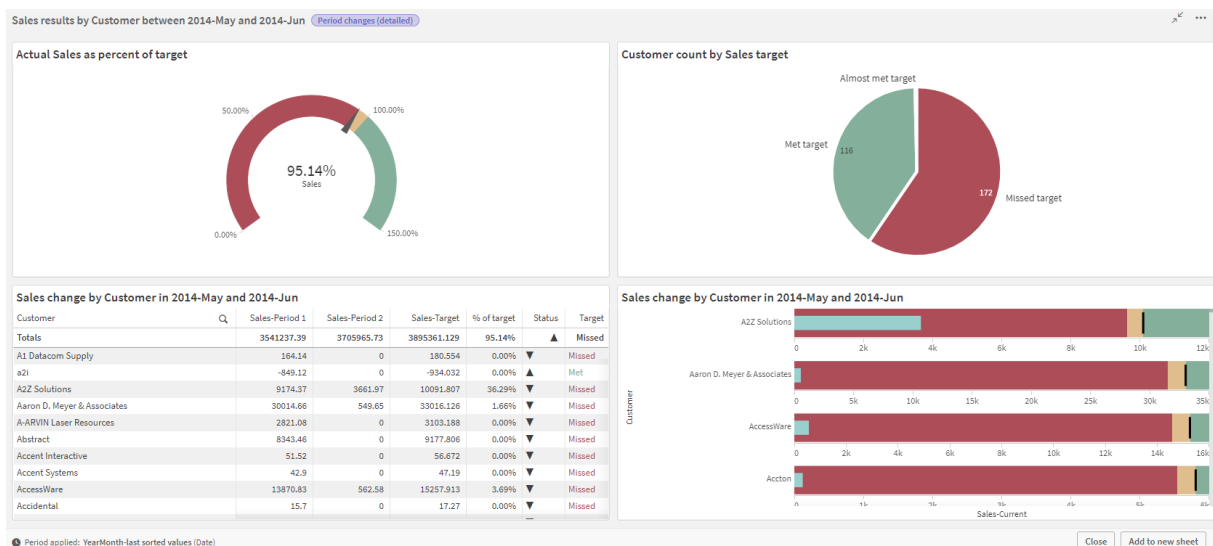 Sales results by Customer between 2014-May and 2014-Jun Period changes (detailed)
Actual Sales as percent of target
50.00%
100.00%
95.14%
Sales
0.00%
150.00%
Customer count by Sales target
Almost met target
Met target
116
172
Missed target
Sales change by Customer in 2014-May and 2014-Jun
Customer Sales-Period 1 Sales-Period 2 Sales-Target % of target Status Target
Totals 3541237.39 3705965.73 3895361.129 95.14% ▲ Missed
A1 Datacom Supply 164.14 0 180.554 0.00% ▼ Missed
a2i -849.12 0 -934.032 0.00% ▲ Met
A2Z Solutions 9174.37 3661.97 10091.807 36.29% ▼ Missed
Aaron D. Meyer & Associates 30014.66 549.65 33016.126 1.66% ▼ Missed
A-ARVIN Laser Resources 2821.08 0 3103.188 0.00% ▼ Missed
Abstract 8343.46 0 9177.806 0.00% ▼ Missed
Accent Interactive 51.52 0 56.672 0.00% ▼ Missed
Accent Systems 42.9 0 47.19 0.00% ▼ Missed
AccessWare 13870.83 562.58 15257.913 3.69% ▼ Missed
Accidental 15.7 0 17.27 0.00% ▼ Missed
Sales change by Customer in 2014-May and 2014-Jun
Customer
A2Z Solutions
0 2k 4k 6k 8k 10k 12k
Aaron D. Meyer & Associates
0 5k 10k 15k 20k 25k 30k 35k
AccessWare
0 2k 4k 6k 8k 10k 12k 14k 16k
Accton
0 1k 2k 3k 4k 5k 6k
Sales-Current
Period applied: YearMonth-last sorted values (Date)
Close Add to new sheet